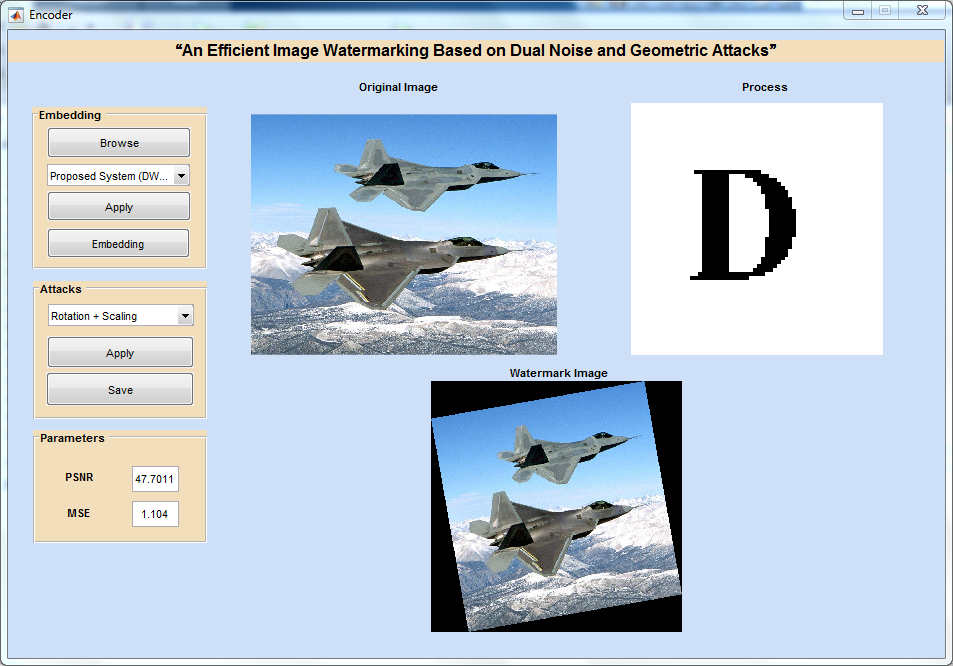 Encoder
“An Efficient Image Watermarking Based on Dual Noise and Geometric Attacks”
Embedding
Browse
Proposed System (DW...
Apply
Embedding
Attacks
Rotation + Scaling
Apply
Save
Parameters
PSNR 47.7011
MSE 1.104
Original Image
Process
D
Watermark Image